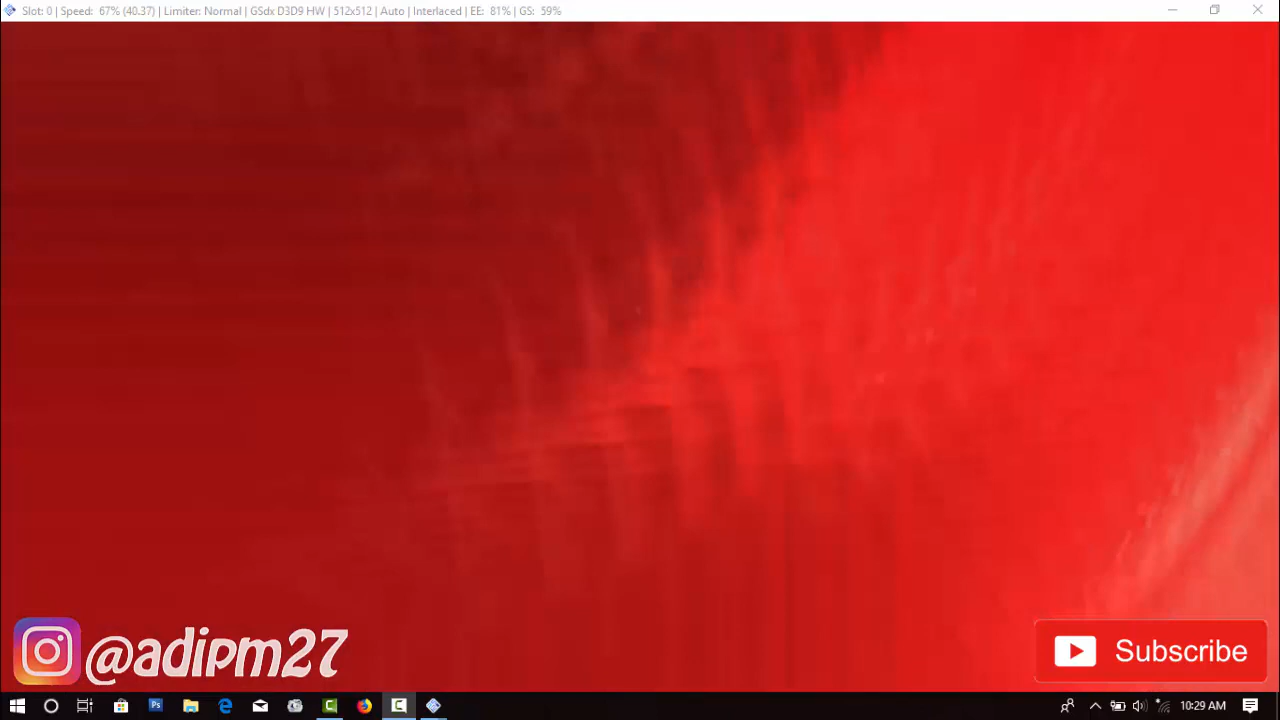 Slot: 0 | Speed: 67% (40.37) | Limiter: Normal | GSdx D3D9 HW | 512x512 | Auto | Interlaced | EE: 81% | GS: 59%
@adipm27
Subscribe
Ps
10:29 AM